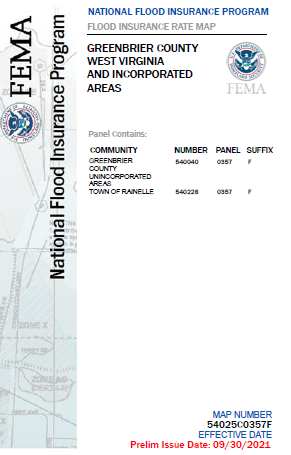 FEMA
National Flood Insurance Program
NATIONAL FLOOD INSURANCE PROGRAM
FLOOD INSURANCE RATE MAP
GREENBRIER COUNTY
WEST VIRGINIA
AND INCORPORATED
AREAS
FEMA
Panel Contains:
COMMUNITY NUMBER PANEL SUFFIX
GREENBRIER 540040 0357 F
COUNTY
UNINCORPORATED
AREAS
TOWN OF RAINELLE 540228 0357 F
ZONE X
ZONE AO
MAP NUMBER
54025C0357F
EFFECTIVE DATE
Prelim Issue Date: 09/30/2021